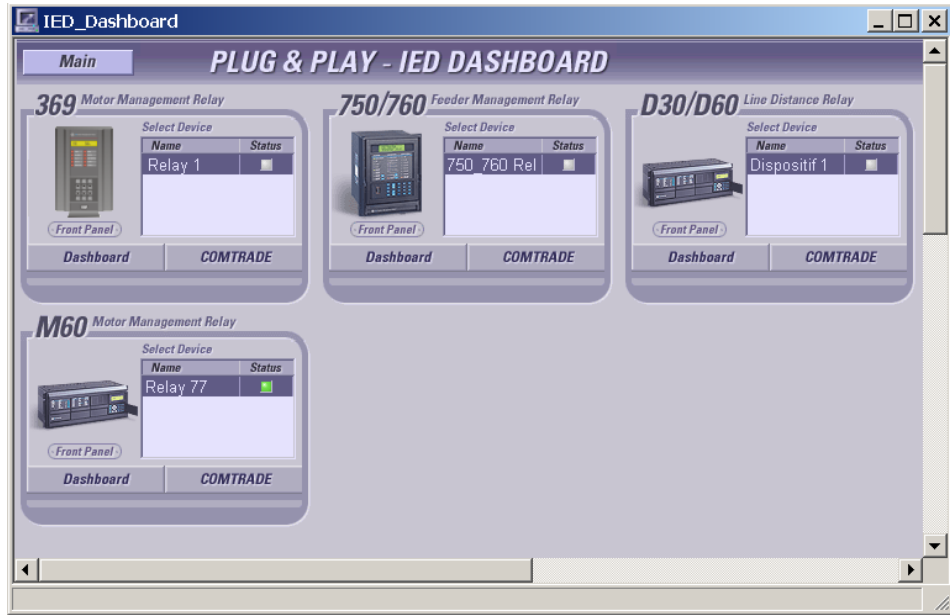 IED_Dashboard
Main
PLUG & PLAY - IED DASHBOARD
369 Motor Management Relay
Select Device
Name Status
Relay 1
Front Panel
Dashboard COMTRADE
750/760 Feeder Management Relay
Select Device
Name Status
750_760 Rel
Front Panel
Dashboard COMTRADE
D30/D60 Line Distance Relay
Select Device
Name Status
Dispositif 1
Front Panel
Dashboard COMTRADE
M60 Motor Management Relay
Select Device
Name Status
Relay 77
Front Panel
Dashboard COMTRADE